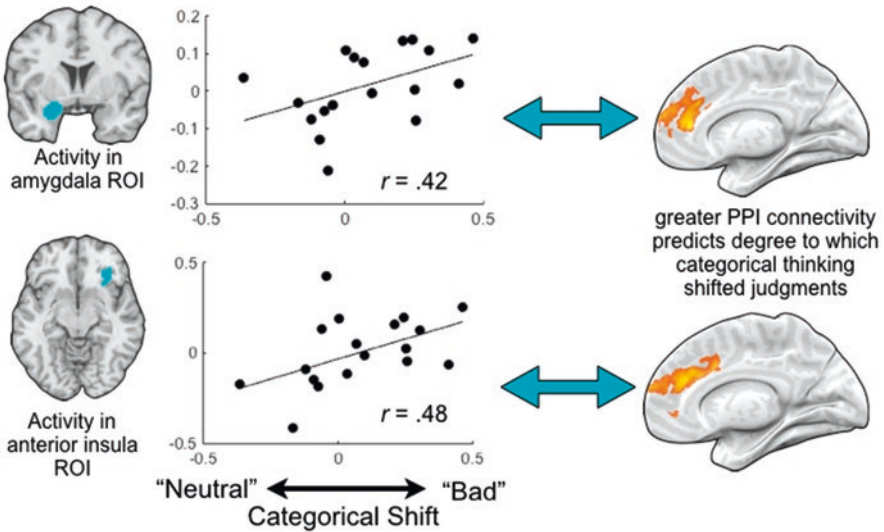 0.2
0.1
0
-0.1
-0.2
-0.3
-0.5
0
0.5
r = .42
Activity in
amygdala ROI
greater PPI connectivity
predicts degree to which
categorical thinking
shifted judgments
0.5
0
-0.5
-0.5
0
0.5
r = .48
Activity in
anterior insula
ROI
“Neutral” “Bad”
Categorical Shift